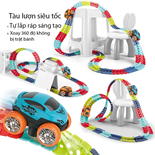 Tàu lượn siêu tốc
• Tự lắp ráp sáng tạo
• Xoay 360 độ không
bị trật bánh